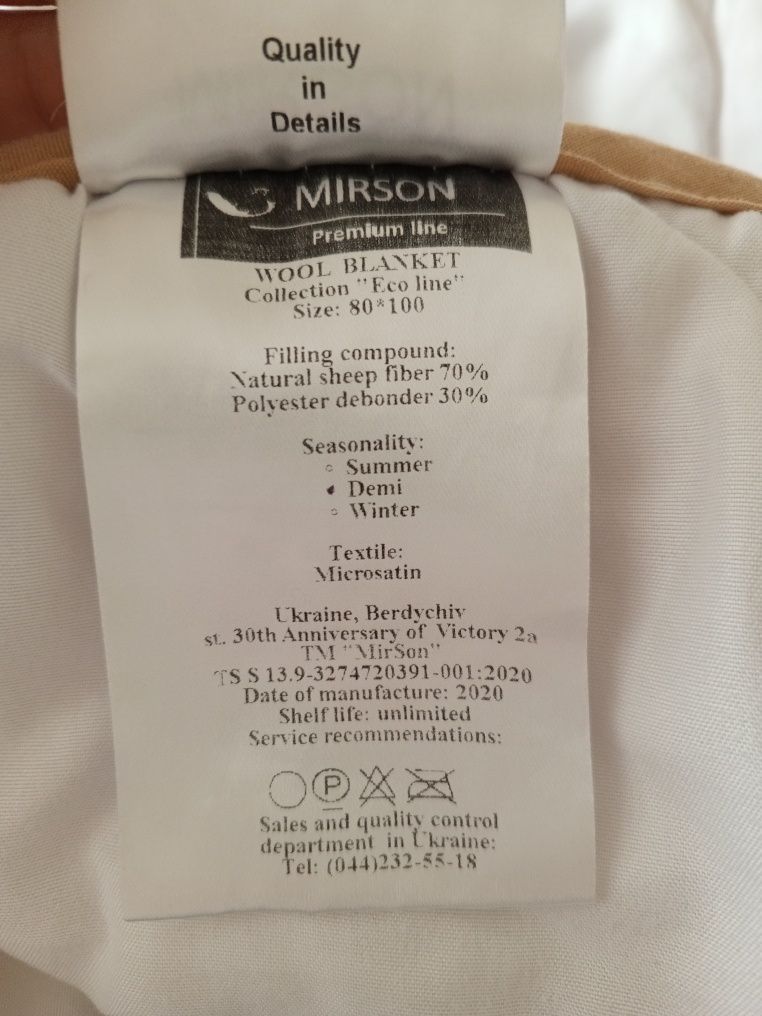 Quality
in
Details
MIRSON
Premium line
WOOL BLANKET
Collection "Eco line"
Size: 80*100
Filling compound:
Natural sheep fiber 70%
Polyester debonder 30%
Seasonality:
Summer
Demi
Winter
Textile:
Microsatin
Ukraine, Berdychiv
st. 30th Anniversary of Victory 2a
TM "MirSon"
TS S 13.9-3274720391-001:2020
Date of manufacture: 2020
Shelf life: unlimited
Service recommendations:
P
Sales and quality control
department in Ukraine:
Tel: (044)232-55-18